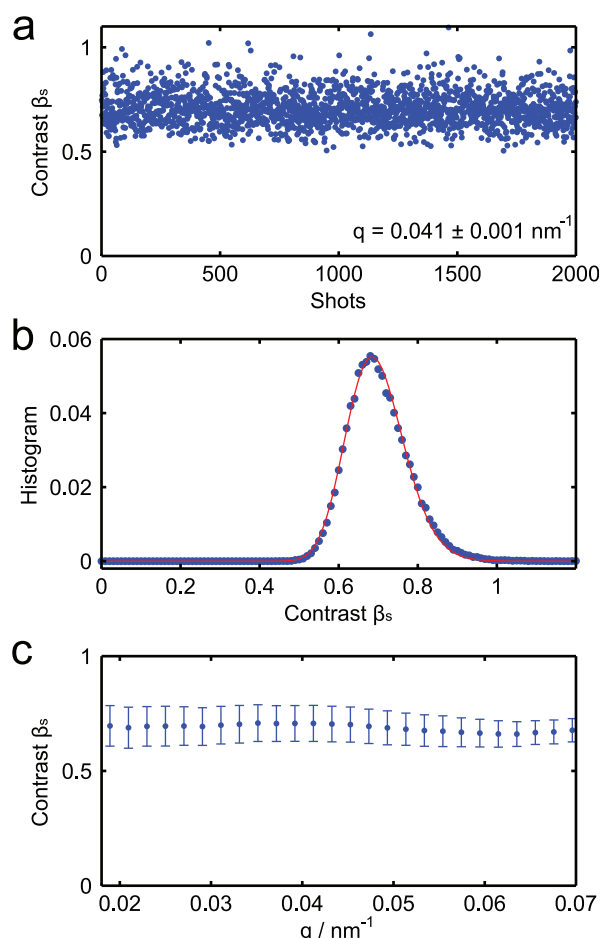 a
1
0.5
0
Contrast βs
q = 0.041 ± 0.001 nm-1
0 500 1000 1500 2000
Shots
b
0.06
0.04
0.02
0
Histogram
0 0.2 0.4 0.6 0.8 1
Contrast βs
c
1
0.5
0
Contrast βs
0.02 0.03 0.04 0.05 0.06 0.07
q / nm-1